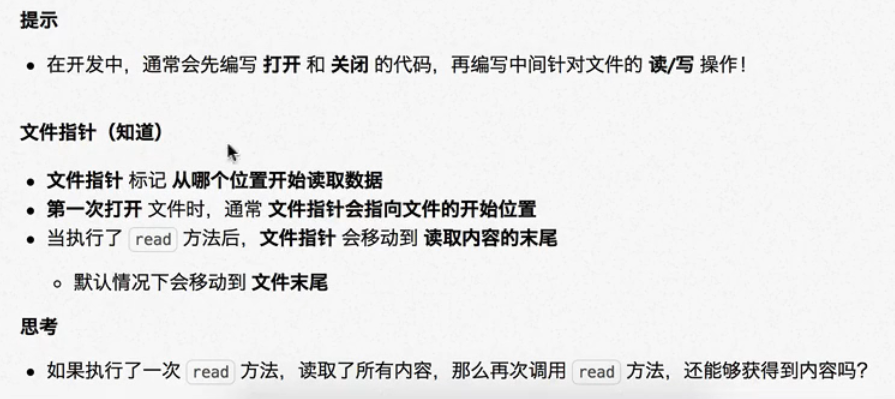 提示
• 在开发中，通常会先编写 打开 和 关闭 的代码，再编写中间针对文件的 读/写 操作！
文件指针（知道）
• 文件指针 标记 从哪个位置开始读取数据
• 第一次打开 文件时，通常 文件指针会指向文件的开始位置
• 当执行了 read 方法后，文件指针 会移动到 读取内容的末尾
◦ 默认情况下会移动到 文件末尾
思考
• 如果执行了一次 read 方法，读取了所有内容，那么再次调用 read 方法，还能够获得到内容吗？